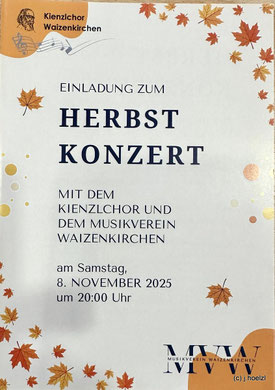 Kienzlchor
Waizenkirchen
EINLADUNG ZUM
HERBST
KONZERT
MIT DEM
KIENZLCHOR UND
DEM MUSIKVEREIN
WAIZENKIRCHEN
am Samstag,
8. NOVEMBER 2025
um 20:00 Uhr
MVW
MUSIKVEREIN WAIZENKIRCHEN
(c) j hoelzl